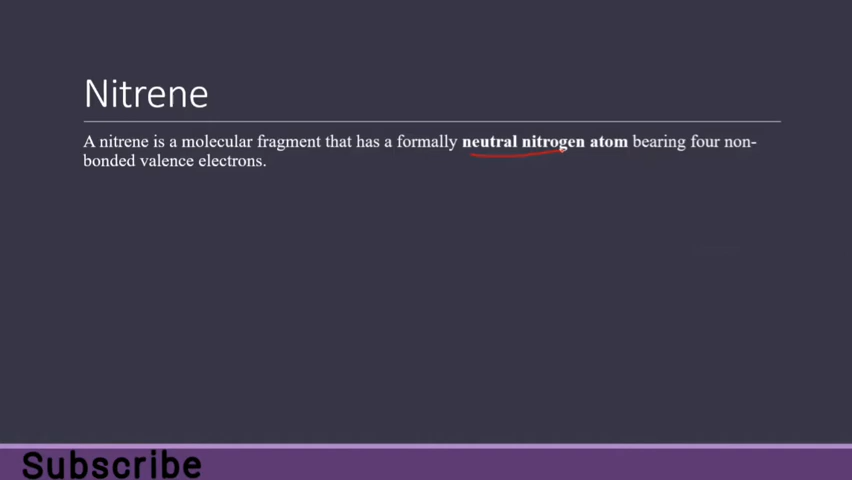 Nitrene
A nitrene is a molecular fragment that has a formally neutral nitrogen atom bearing four non-
bonded valence electrons.
Subscribe